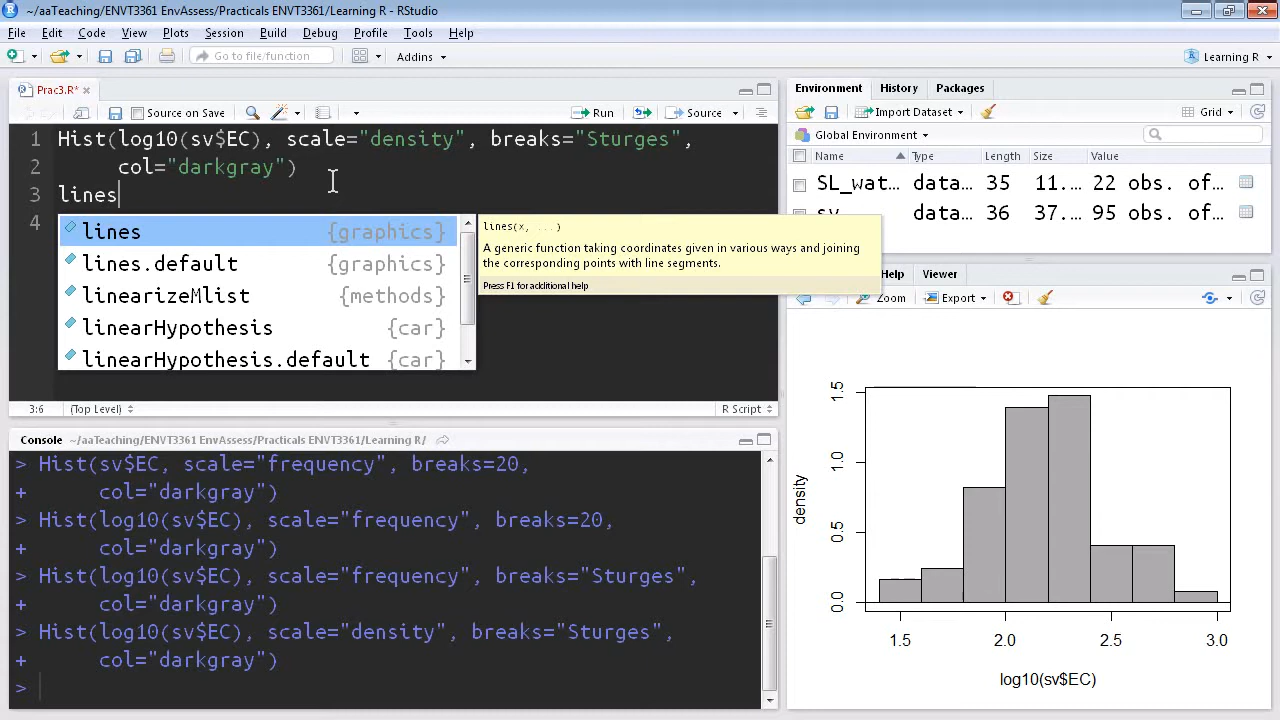 ~/aaTeaching/ENVT3361 EnvAssess/Practicals ENVT3361/Learning R - RStudio
File Edit Code View Plots Session Build Debug Profile Tools Help
Go to file/function Addins Learning R
Prac3.R*
Source on Save Run Source
1 Hist(log10(sv$EC), scale="density", breaks="Sturges",
2 col="darkgray")
3 lines
4
lines {graphics}
lines.default {graphics}
linearizeMlist {methods}
linearHypothesis {car}
linearHypothesis.default {car}
lines(x, ...)
A generic function taking coordinates given in various ways and joining
the corresponding points with line segments.
Press F1 for additional help
3:6 (Top Level) R Script
Console ~/aaTeaching/ENVT3361 EnvAssess/Practicals ENVT3361/Learning R/
> Hist(sv$EC, scale="frequency", breaks=20,
+ col="darkgray")
> Hist(log10(sv$EC), scale="frequency", breaks=20,
+ col="darkgray")
> Hist(log10(sv$EC), scale="frequency", breaks="Sturges",
+ col="darkgray")
> Hist(log10(sv$EC), scale="density", breaks="Sturges",
+ col="darkgray")
>
Environment History Packages
Import Dataset Grid
Global Environment
Name Type Length Size Value
SL_wat... data... 35 11.... 22 obs. of...
sv data... 36 37.... 95 obs. of...
Help Viewer
Zoom Export
density
1.5
1.0
0.5
0.0
1.5 2.0 2.5 3.0
log10(sv$EC)